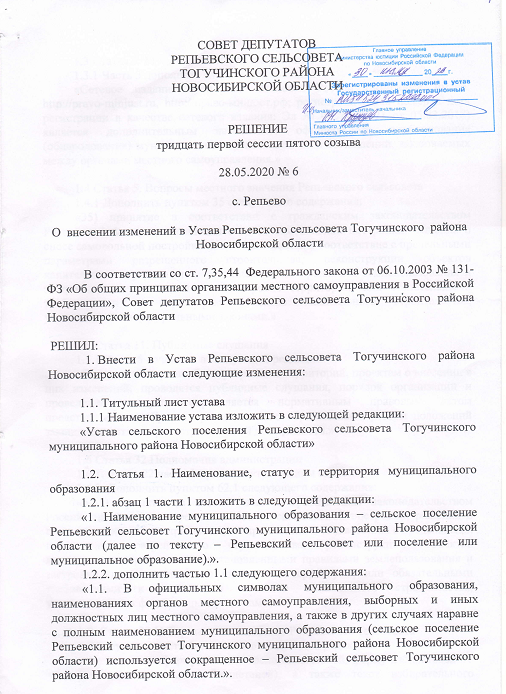 СОВЕТ ДЕПУТАТОВ
РЕПЬЕВСКОГО СЕЛЬСОВЕТА
ТОГУЧИНСКОГО РАЙОНА
НОВОСИБИРСКОЙ ОБЛАСТИ
Главное управление
Министерства юстиции Российской Федерации
по Новосибирской области
«30» июня 2020 г.
Зарегистрированы изменения в устав
Государственный регистрационный
№
Начальник (заместитель начальника)
Главного управления
Минюста России по Новосибирской области
РЕШЕНИЕ
тридцать первой сессии пятого созыва
28.05.2020 № 6
с. Репьево
О внесении изменений в Устав Репьевского сельсовета Тогучинского района
Новосибирской области
В соответствии со ст. 7,35,44 Федерального закона от 06.10.2003 № 131-
ФЗ «Об общих принципах организации местного самоуправления в Российской
Федерации», Совет депутатов Репьевского сельсовета Тогучинского района
Новосибирской области
РЕШИЛ:
1. Внести в Устав Репьевского сельсовета Тогучинского района
Новосибирской области следующие изменения:
1.1. Титульный лист устава
1.1.1 Наименование устава изложить в следующей редакции:
«Устав сельского поселения Репьевского сельсовета Тогучинского
муниципального района Новосибирской области»
1.2. Статья 1. Наименование, статус и территория муниципального
образования
1.2.1. абзац 1 части 1 изложить в следующей редакции:
«1. Наименование муниципального образования – сельское поселение
Репьевский сельсовет Тогучинского муниципального района Новосибирской
области (далее по тексту – Репьевский сельсовет или поселение или
муниципальное образование).».
1.2.2. дополнить частью 1.1 следующего содержания:
«1.1. В официальных символах муниципального образования,
наименованиях органов местного самоуправления, выборных и иных
должностных лиц местного самоуправления, а также в других случаях наравне
с полным наименованием муниципального образования (сельское поселение
Репьевский сельсовет Тогучинского муниципального района Новосибирской
области) используется сокращенное – Репьевский сельсовет Тогучинского
района Новосибирской области.».